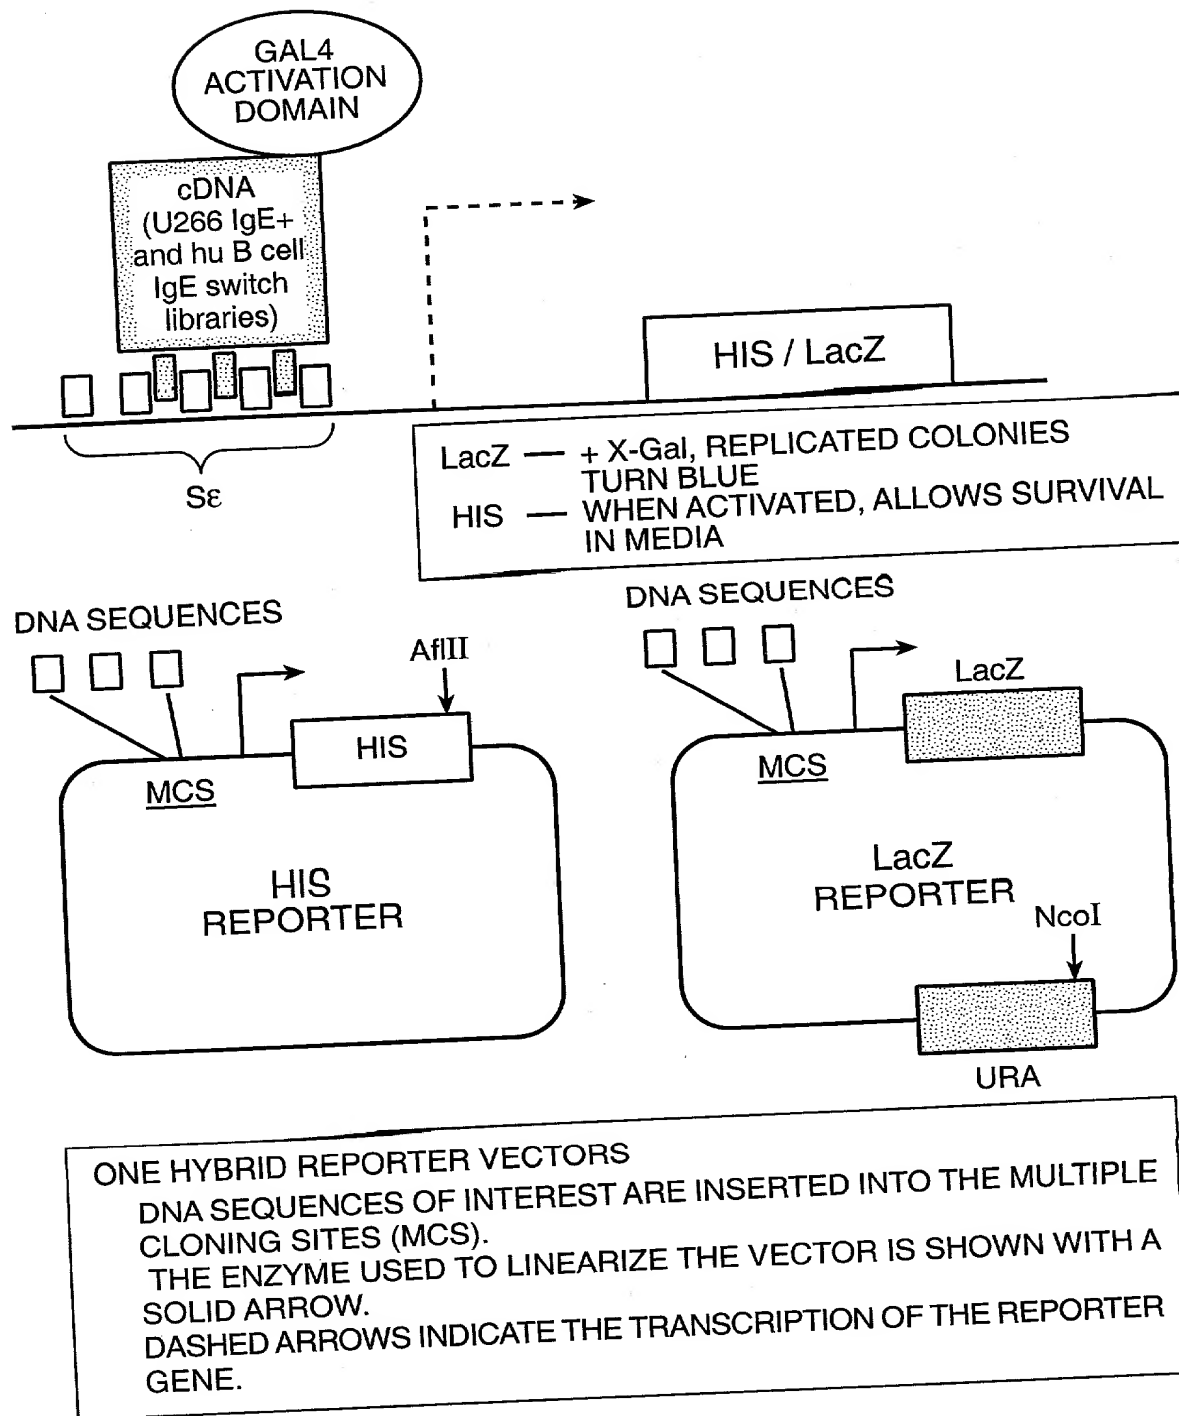 GAL4
ACTIVATION
DOMAIN
cDNA
(U266 IgE+
and hu B cell
IgE switch
libraries)
HIS / LacZ
Sε
LacZ — + X-Gal, REPLICATED COLONIES
TURN BLUE
HIS — WHEN ACTIVATED, ALLOWS SURVIVAL
IN MEDIA
DNA SEQUENCES
AflII
HIS
MCS
HIS
REPORTER
DNA SEQUENCES
LacZ
MCS
LacZ
REPORTER
NcoI
URA
ONE HYBRID REPORTER VECTORS
DNA SEQUENCES OF INTEREST ARE INSERTED INTO THE MULTIPLE
CLONING SITES (MCS).
THE ENZYME USED TO LINEARIZE THE VECTOR IS SHOWN WITH A
SOLID ARROW.
DASHED ARROWS INDICATE THE TRANSCRIPTION OF THE REPORTER
GENE.